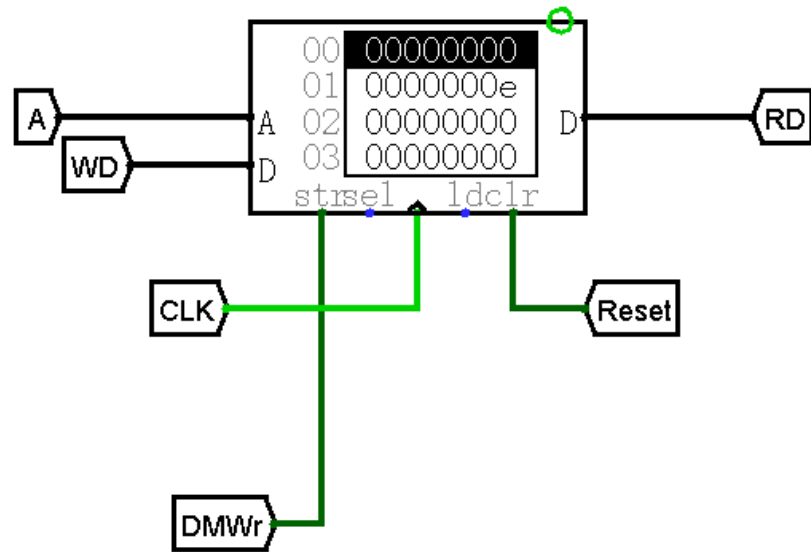 00 00000000
01 0000000e
A A 02 00000000 D RD
WD D 03 00000000
str sel ld clr
CLK Reset
DMWr